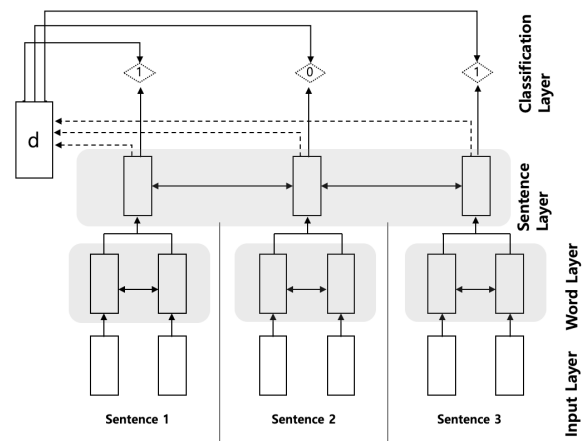 1
0
1
d
Sentence 1
Sentence 2
Sentence 3
Classification
Layer
Sentence
Layer
Word Layer
Input Layer